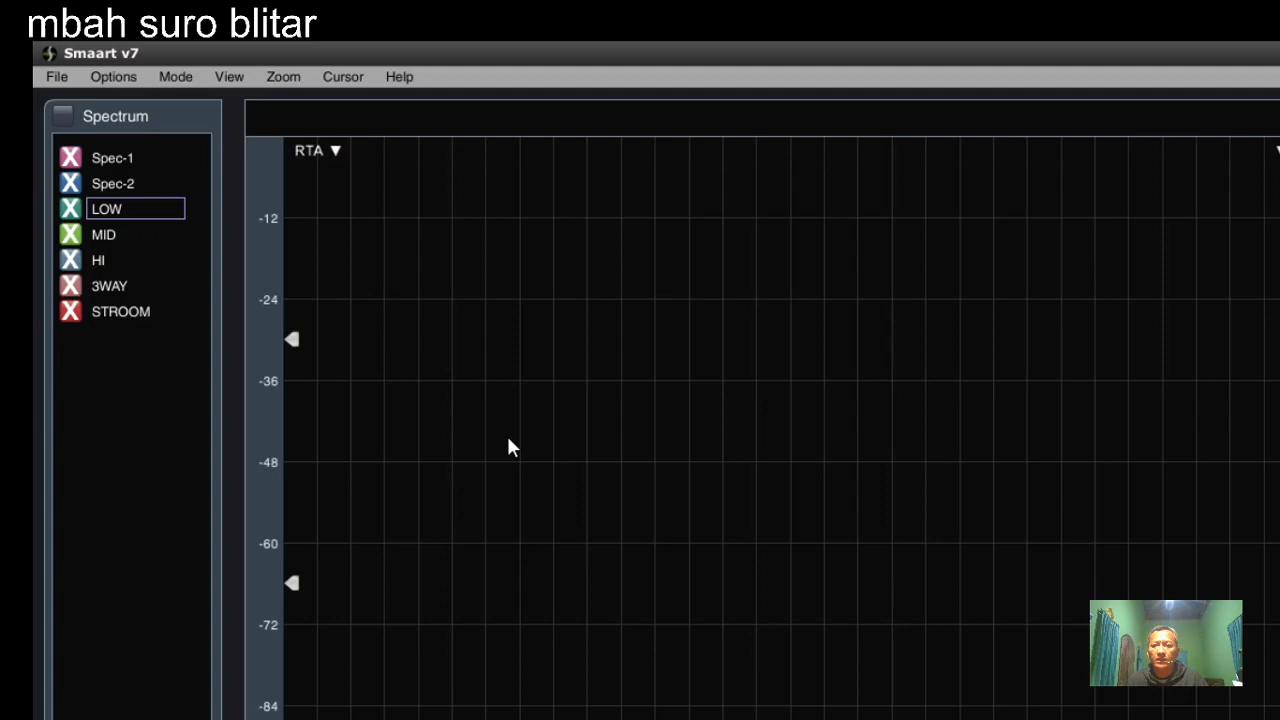 mbah suro blitar
Smaart v7
File Options Mode View Zoom Cursor Help
Spectrum
Spec-1
Spec-2
LOW
MID
HI
3WAY
STROOM
RTA ▼
-12
-24
-36
-48
-60
-72
-84